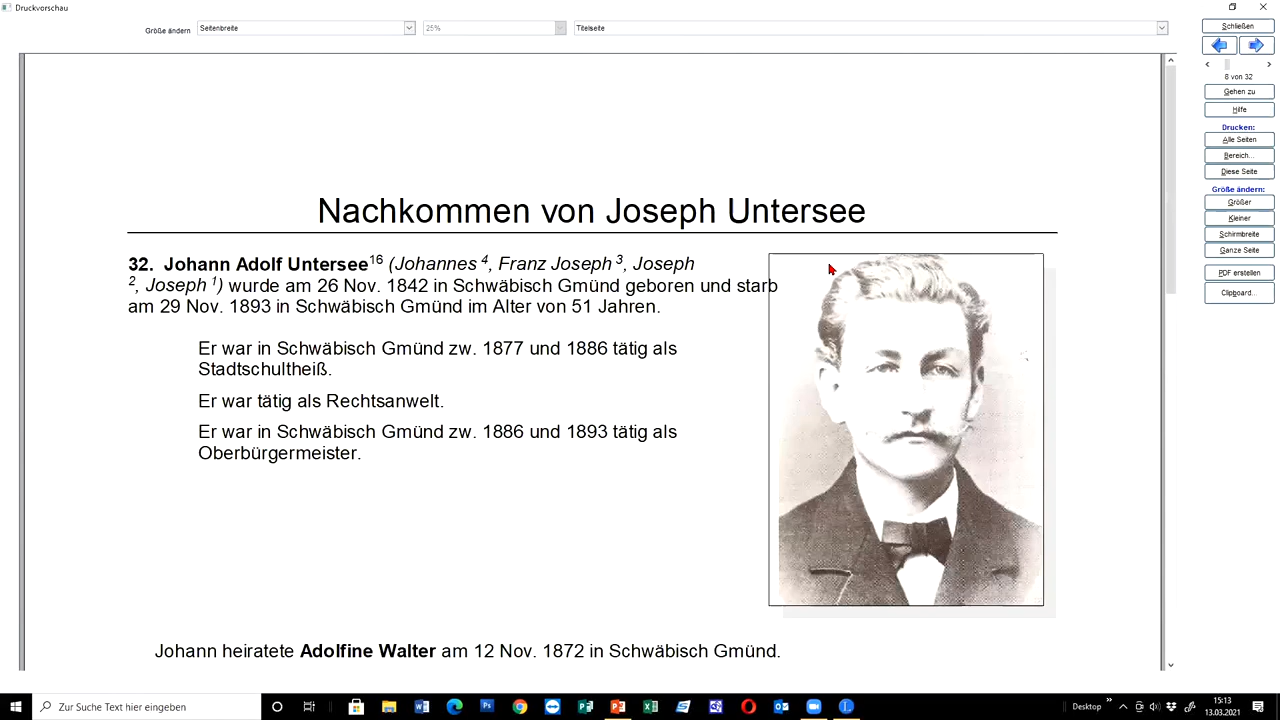 Druckvorschau
Größe ändern Seitenbreite 25% Titelseite
Schließen
8 von 32
Gehen zu
Hilfe
Drucken:
Alle Seiten
Bereich...
Diese Seite
Größe ändern:
Größer
Kleiner
Schirmbreite
Ganze Seite
PDF erstellen
Clipboard...
Nachkommen von Joseph Untersee
32. Johann Adolf Untersee16 (Johannes 4, Franz Joseph 3, Joseph
2, Joseph 1) wurde am 26 Nov. 1842 in Schwäbisch Gmünd geboren und starb
am 29 Nov. 1893 in Schwäbisch Gmünd im Alter von 51 Jahren.
Er war in Schwäbisch Gmünd zw. 1877 und 1886 tätig als
Stadtschultheiß.
Er war tätig als Rechtsanwelt.
Er war in Schwäbisch Gmünd zw. 1886 und 1893 tätig als
Oberbürgermeister.
Johann heiratete Adolfine Walter am 12 Nov. 1872 in Schwäbisch Gmünd.
Zur Suche Text hier eingeben
Desktop
15:13
13.03.2021